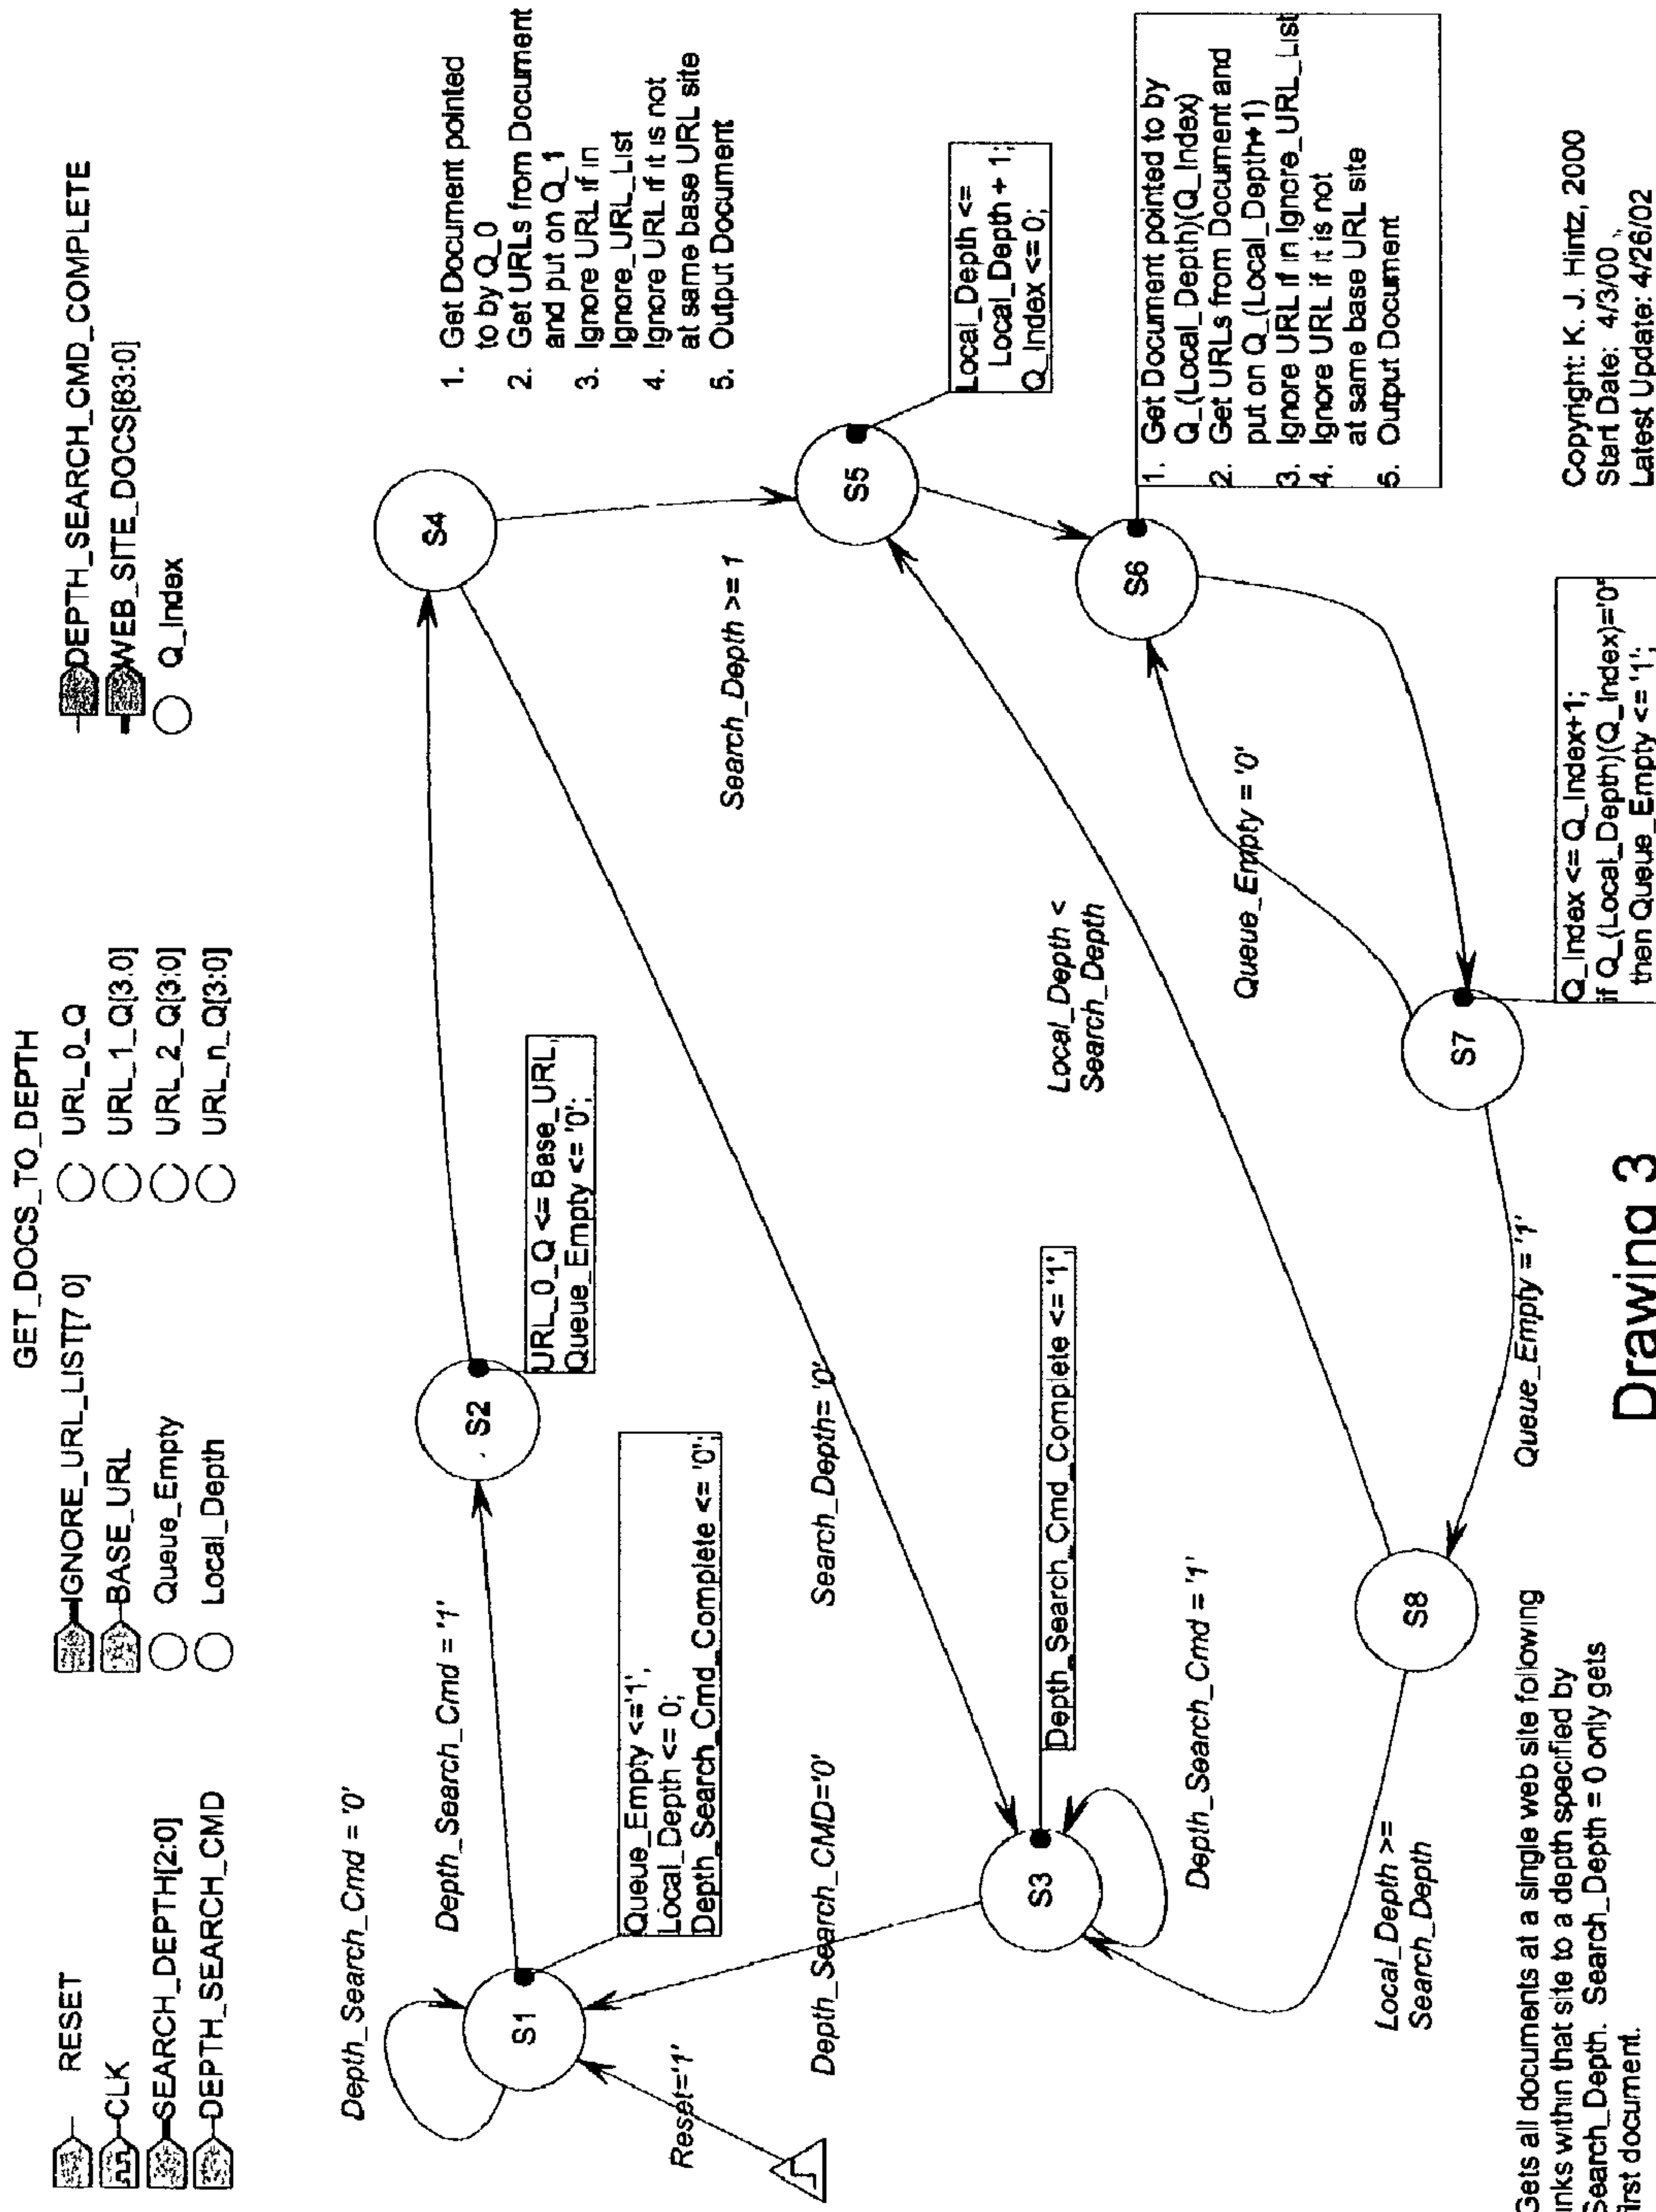 GET_DOCS_TO_DEPTH
RESET
CLK
SEARCH_DEPTH[2:0]
DEPTH_SEARCH_CMD
IGNORE_URL_LIST[7 0]
BASE_URL
Queue_Empty
Local_Depth
URL_0_Q
URL_1_Q[3:0]
URL_2_Q[3:0]
URL_n_Q[3:0]
DEPTH_SEARCH_CMD_COMPLETE
WEB_SITE_DOCS[63:0]
Q_Index
Depth_Search_Cmd = '0'
S1
Reset='1'
Depth_Search_Cmd = '1'
Queue_Empty <='1';
Local_Depth <= 0;
Depth_Search_Cmd_Complete <= '0';
S2
URL_0_Q <= Base_URL;
Queue_Empty <= '0';
S4
1. Get Document pointed
to by Q_0
2. Get URLs from Document
and put on Q_1
3. Ignore URL if in
Ignore_URL_List
4. Ignore URL if it is not
at same base URL site
5. Output Document
Depth_Search_CMD='0'
Search_Depth= '0'
Search_Depth >= 1
S3
Depth_Search_Cmd_Complete <= '1';
Depth_Search_Cmd = '1'
S5
Local_Depth <=
Local_Depth + 1;
Q_Index <= 0;
Local_Depth <
Search_Depth
S6
1. Get Document pointed to by
Q_(Local_Depth)(Q_Index)
2. Get URLs from Document and
put on Q_(Local_Depth+1)
3. Ignore URL if in Ignore_URL_List
4. Ignore URL if it is not
at same base URL site
5. Output Document
Queue_Empty = '0'
S7
Q_Index <= Q_Index+1;
if Q_(Local_Depth)(Q_Index)='0'
then Queue_Empty <= '1';
Queue_Empty = '1'
S8
Local_Depth >=
Search_Depth
Gets all documents at a single web site following
links within that site to a depth specified by
Search_Depth. Search_Depth = 0 only gets
first document.
Drawing 3
Copyright: K. J. Hintz, 2000
Start Date: 4/3/00
Latest Update: 4/26/02